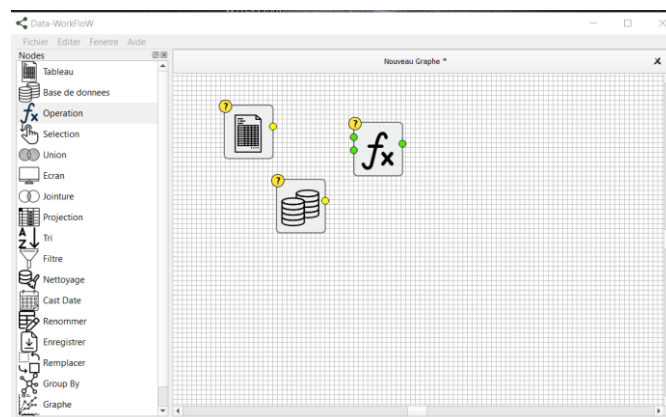 Data-WorkFloW
Fichier Editer Fenetre Aide
Nodes
Nouveau Graphe *
Tableau
Base de donnees
Operation
Selection
Union
Ecran
Jointure
Projection
Tri
Filtre
Nettoyage
Cast Date
Renommer
Enregistrer
Remplacer
Group By
Graphe
?
?
?
fx